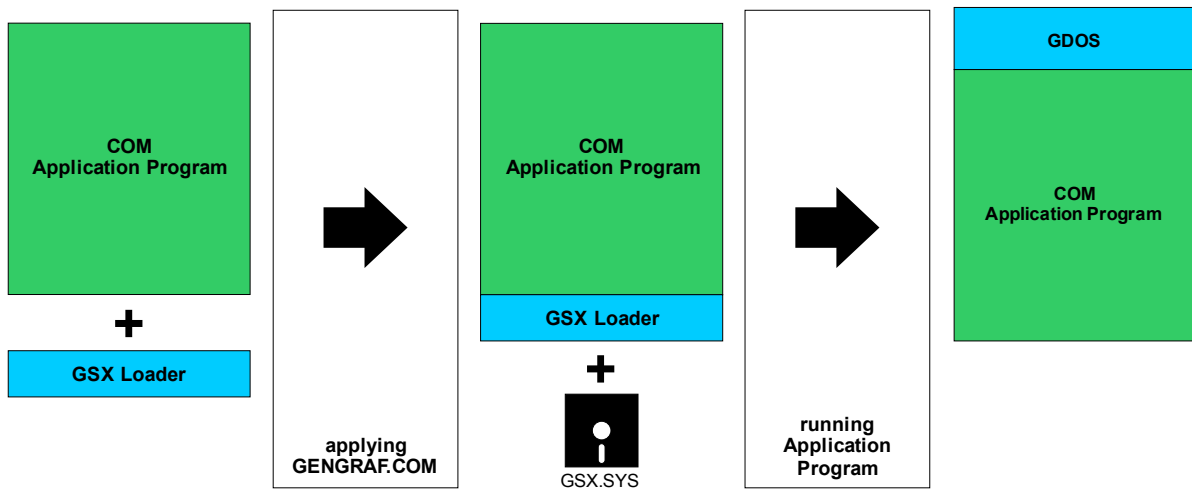 COM
Application Program
+
GSX Loader
applying
GENGRAF.COM
COM
Application Program
GSX Loader
+
GSX.SYS
running
Application
Program
GDOS
COM
Application Program